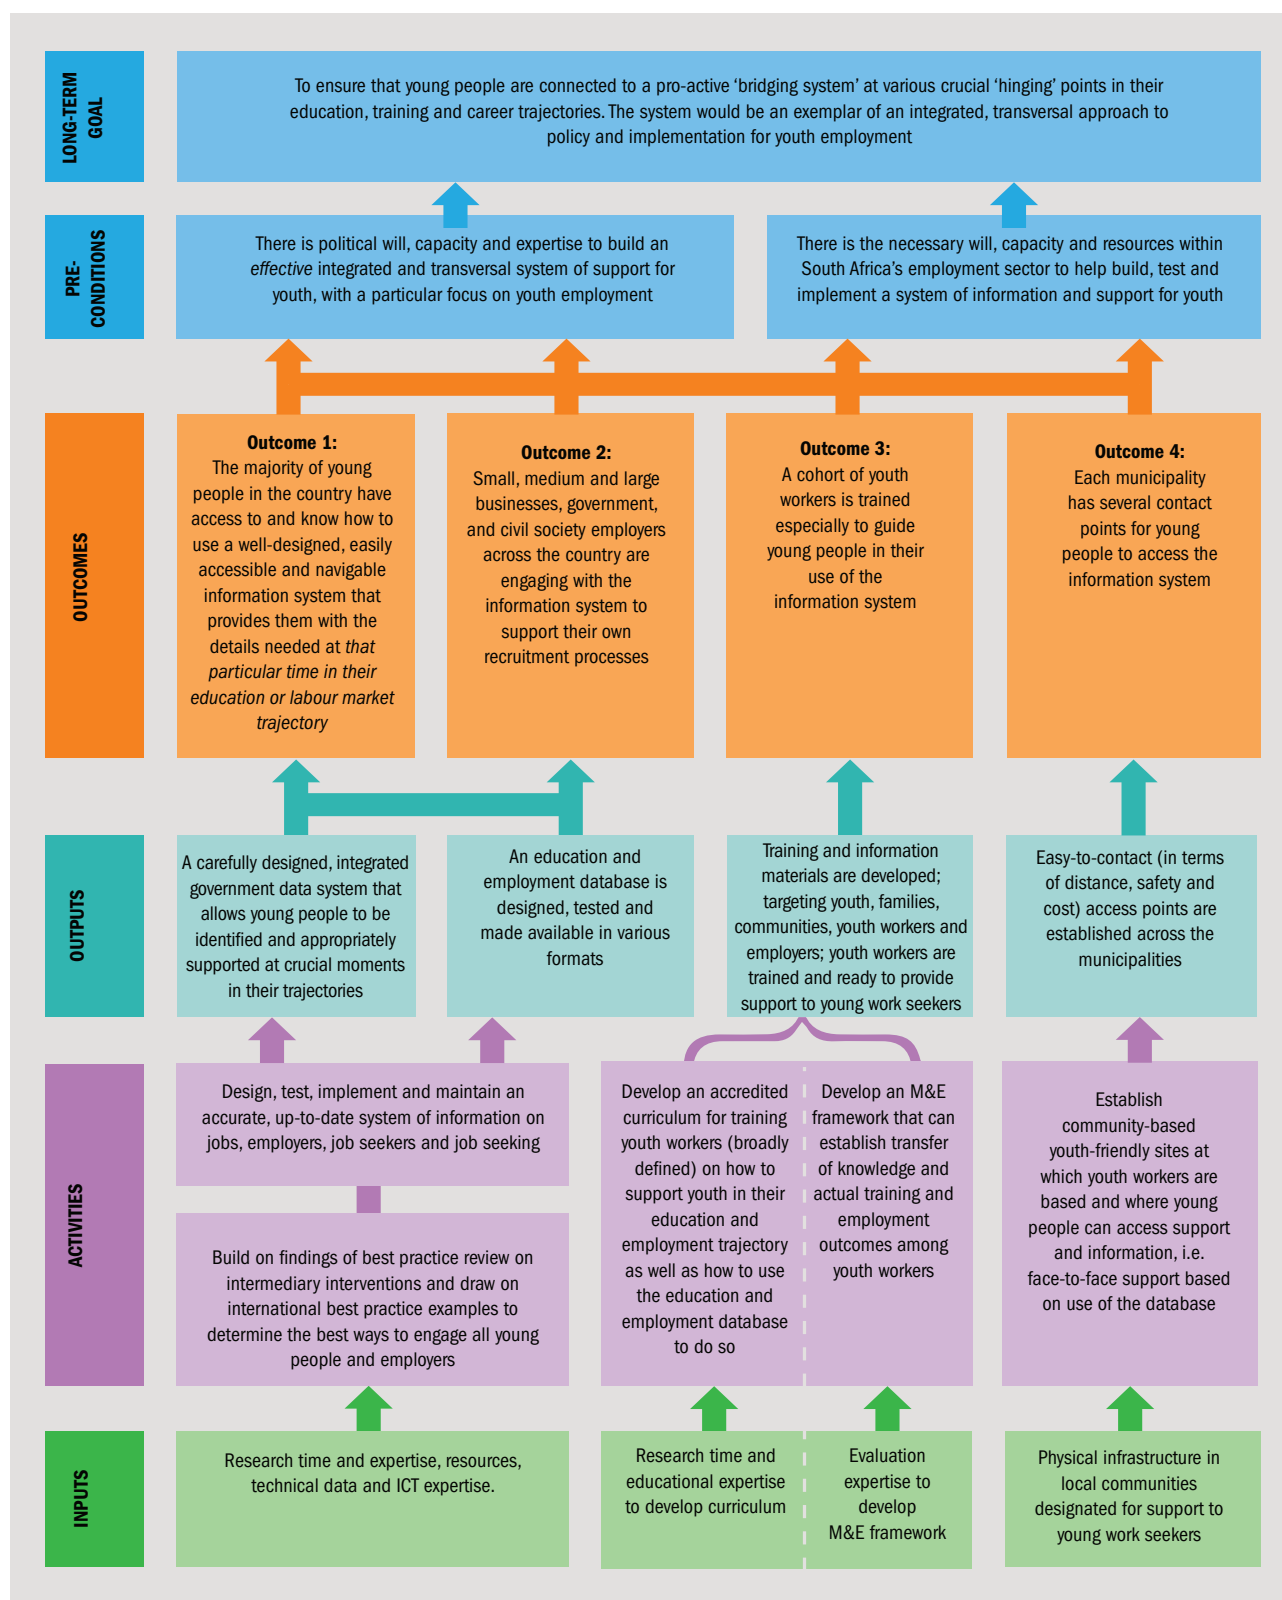 LONG-TERM
GOAL
To ensure that young people are connected to a pro-active ‘bridging system’ at various crucial ‘hinging’ points in their
education, training and career trajectories. The system would be an exemplar of an integrated, transversal approach to
policy and implementation for youth employment
PRE-
CONDITIONS
There is political will, capacity and expertise to build an
effective integrated and transversal system of support for
youth, with a particular focus on youth employment
There is the necessary will, capacity and resources within
South Africa’s employment sector to help build, test and
implement a system of information and support for youth
OUTCOMES
Outcome 1:
The majority of young
people in the country have
access to and know how to
use a well-designed, easily
accessible and navigable
information system that
provides them with the
details needed at that
particular time in their
education or labour market
trajectory
Outcome 2:
Small, medium and large
businesses, government,
and civil society employers
across the country are
engaging with the
information system to
support their own
recruitment processes
Outcome 3:
A cohort of youth
workers is trained
especially to guide
young people in their
use of the
information system
Outcome 4:
Each municipality
has several contact
points for young
people to access the
information system
OUTPUTS
A carefully designed, integrated
government data system that
allows young people to be
identified and appropriately
supported at crucial moments
in their trajectories
An education and
employment database is
designed, tested and
made available in various
formats
Training and information
materials are developed;
targeting youth, families,
communities, youth workers and
employers; youth workers are
trained and ready to provide
support to young work seekers
Easy-to-contact (in terms
of distance, safety and
cost) access points are
established across the
municipalities
ACTIVITIES
Design, test, implement and maintain an
accurate, up-to-date system of information on
jobs, employers, job seekers and job seeking
Build on findings of best practice review on
intermediary interventions and draw on
international best practice examples to
determine the best ways to engage all young
people and employers
Develop an accredited
curriculum for training
youth workers (broadly
defined) on how to
support youth in their
education and
employment trajectory
as well as how to use
the education and
employment database
to do so
Develop an M&E
framework that can
establish transfer
of knowledge and
actual training and
employment
outcomes among
youth workers
Establish
community-based
youth-friendly sites at
which youth workers are
based and where young
people can access support
and information, i.e.
face-to-face support based
on use of the database
INPUTS
Research time and expertise, resources,
technical data and ICT expertise.
Research time and
educational expertise
to develop curriculum
Evaluation
expertise to
develop
M&E framework
Physical infrastructure in
local communities
designated for support to
young work seekers